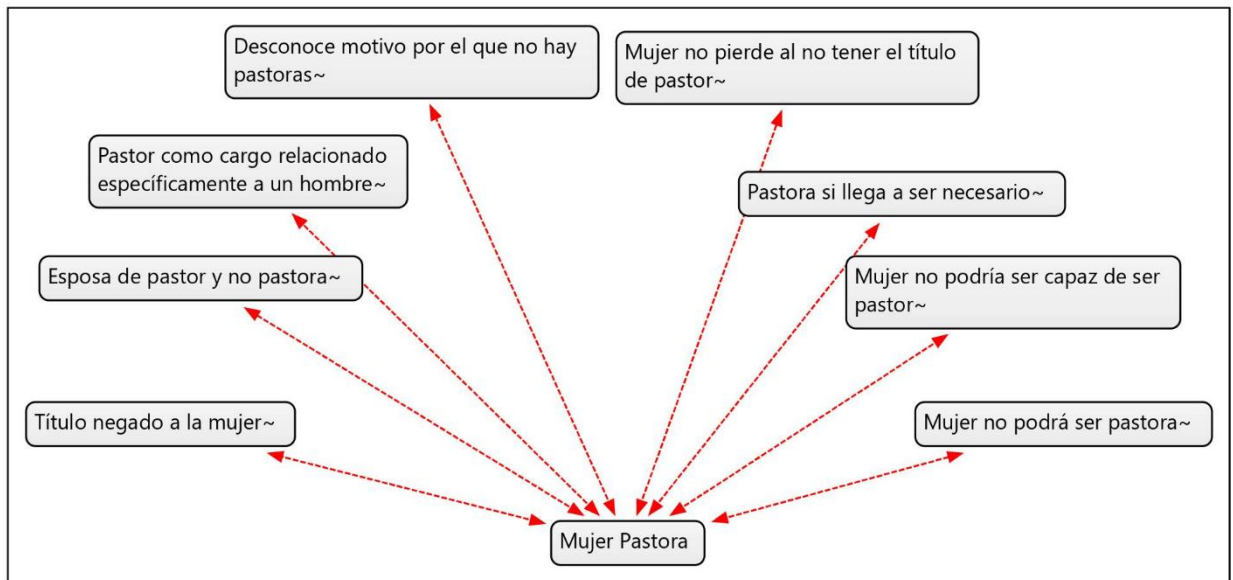 Desconoce motivo por el que no hay
pastoras~
Mujer no pierde al no tener el título
de pastor~
Pastor como cargo relacionado
específicamente a un hombre~
Pastora si llega a ser necesario~
Esposa de pastor y no pastora~
Mujer no podría ser capaz de ser
pastor~
Título negado a la mujer~
Mujer no podrá ser pastora~
Mujer Pastora